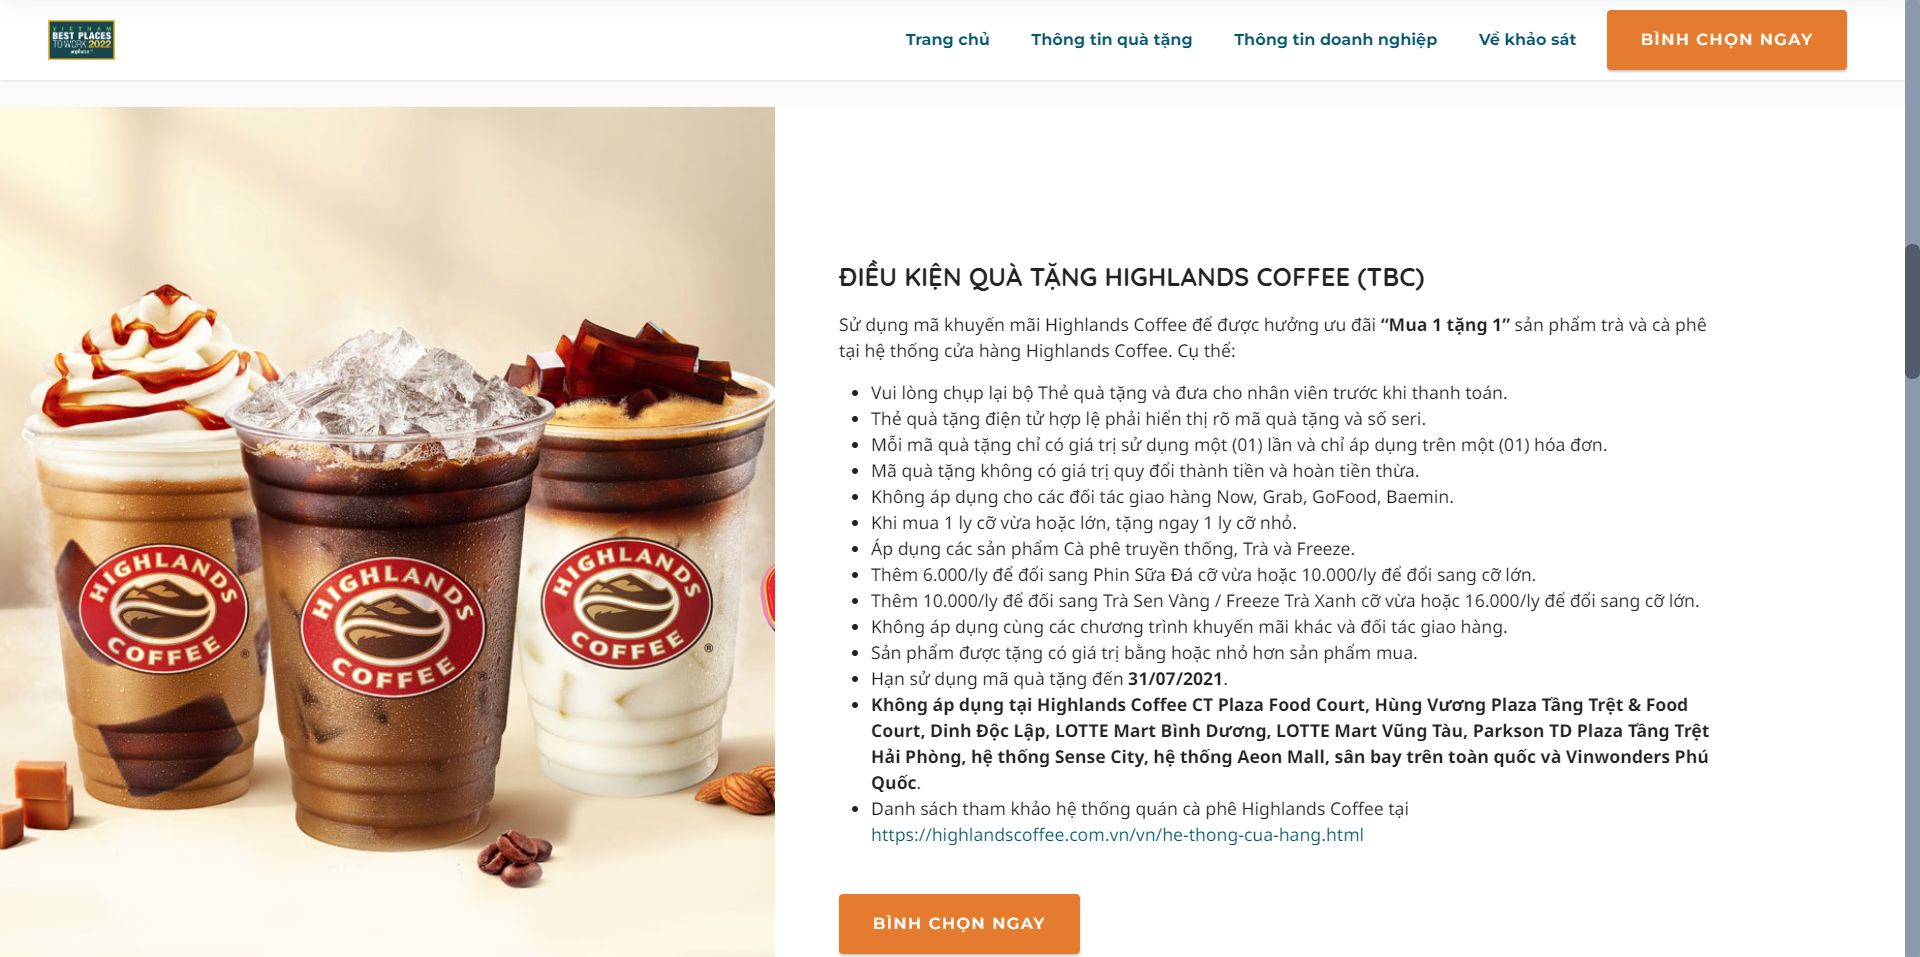 VIETNAM
BEST PLACES
TO WORK 2022
anphabe
Trang chủ
Thông tin quà tặng
Thông tin doanh nghiệp
Về khảo sát
BÌNH CHỌN NGAY
HIGHLANDS
COFFEE
®
HIGHLANDS
COFFEE
®
HIGHLANDS
COFFEE
®
ĐIỀU KIỆN QUÀ TẶNG HIGHLANDS COFFEE (TBC)
Sử dụng mã khuyến mãi Highlands Coffee để được hưởng ưu đãi “Mua 1 tặng 1” sản phẩm trà và cà phê
tại hệ thống cửa hàng Highlands Coffee. Cụ thể:
• Vui lòng chụp lại bộ Thẻ quà tặng và đưa cho nhân viên trước khi thanh toán.
• Thẻ quà tặng điện tử hợp lệ phải hiển thị rõ mã quà tặng và số seri.
• Mỗi mã quà tặng chỉ có giá trị sử dụng một (01) lần và chỉ áp dụng trên một (01) hóa đơn.
• Mã quà tặng không có giá trị quy đổi thành tiền và hoàn tiền thừa.
• Không áp dụng cho các đối tác giao hàng Now, Grab, GoFood, Baemin.
• Khi mua 1 ly cỡ vừa hoặc lớn, tặng ngay 1 ly cỡ nhỏ.
• Áp dụng các sản phẩm Cà phê truyền thống, Trà và Freeze.
• Thêm 6.000/ly để đổi sang Phin Sữa Đá cỡ vừa hoặc 10.000/ly để đổi sang cỡ lớn.
• Thêm 10.000/ly để đối sang Trà Sen Vàng / Freeze Trà Xanh cỡ vừa hoặc 16.000/ly để đổi sang cỡ lớn.
• Không áp dụng cùng các chương trình khuyến mãi khác và đối tác giao hàng.
• Sản phẩm được tặng có giá trị bằng hoặc nhỏ hơn sản phẩm mua.
• Hạn sử dụng mã quà tặng đến 31/07/2021.
• Không áp dụng tại Highlands Coffee CT Plaza Food Court, Hùng Vương Plaza Tầng Trệt & Food
Court, Dinh Độc Lập, LOTTE Mart Bình Dương, LOTTE Mart Vũng Tàu, Parkson TD Plaza Tầng Trệt
Hải Phòng, hệ thống Sense City, hệ thống Aeon Mall, sân bay trên toàn quốc và Vinwonders Phú
Quốc.
• Danh sách tham khảo hệ thống quán cà phê Highlands Coffee tại
https://highlandscoffee.com.vn/vn/he-thong-cua-hang.html
BÌNH CHỌN NGAY